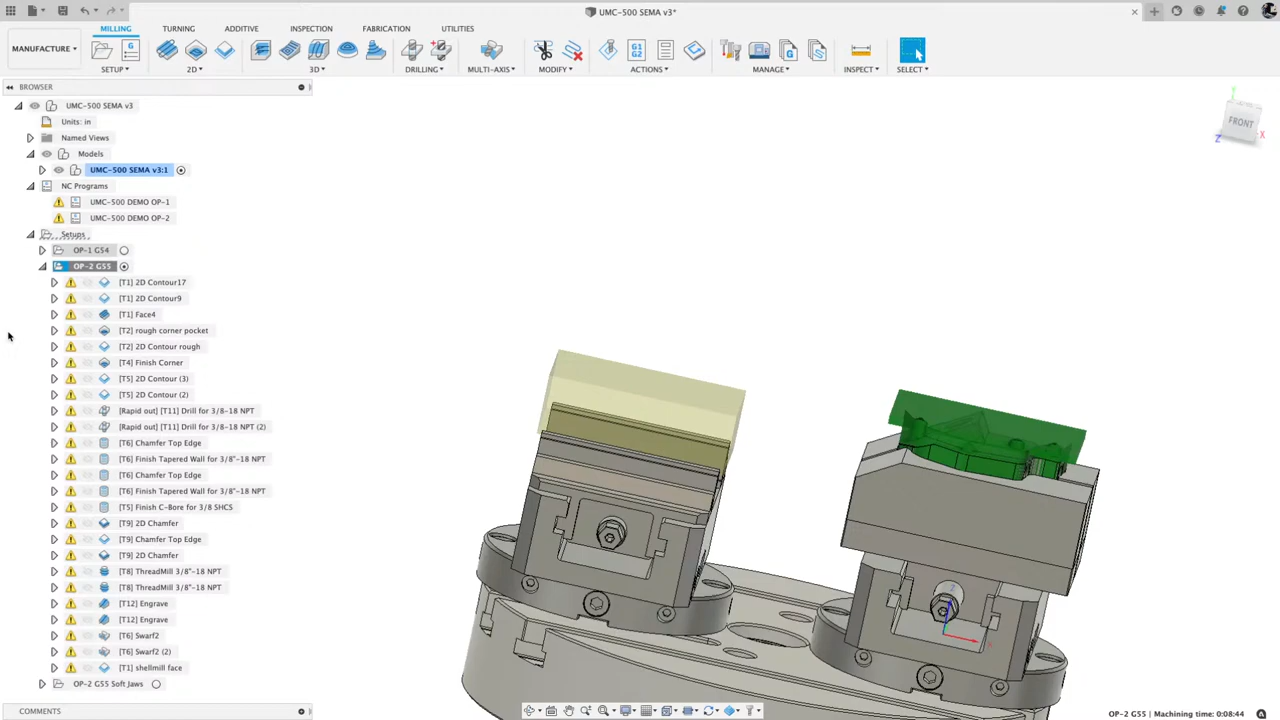 UMC-500 SEMA v3*
MANUFACTURE
MILLING TURNING ADDITIVE INSPECTION FABRICATION UTILITIES
G1
G2
SETUP 2D 3D DRILLING MULTI-AXIS MODIFY ACTIONS MANAGE INSPECT SELECT
BROWSER
UMC-500 SEMA v3
Units: in
Named Views
Models
UMC-500 SEMA v3:1
NC Programs
UMC-500 DEMO OP-1
UMC-500 DEMO OP-2
Setups
OP-1 G54
OP-2 G55
[T1] 2D Contour17
[T1] 2D Contour9
[T1] Face4
[T2] rough corner pocket
[T2] 2D Contour rough
[T4] Finish Corner
[T5] 2D Contour (3)
[T5] 2D Contour (2)
[Rapid out] [T11] Drill for 3/8-18 NPT
[Rapid out] [T11] Drill for 3/8-18 NPT (2)
[T6] Chamfer Top Edge
[T6] Finish Tapered Wall for 3/8"-18 NPT
[T6] Chamfer Top Edge
[T6] Finish Tapered Wall for 3/8"-18 NPT
[T5] Finish C-Bore for 3/8 SHCS
[T9] 2D Chamfer
[T9] Chamfer Top Edge
[T9] 2D Chamfer
[T8] ThreadMill 3/8"-18 NPT
[T8] ThreadMill 3/8"-18 NPT
[T12] Engrave
[T12] Engrave
[T6] Swarf2
[T6] Swarf2 (2)
[T1] shellmill face
OP-2 G55 Soft Jaws
COMMENTS
FRONT
Y
X
Z
OP-2 G55 | Machining time: 0:08:44